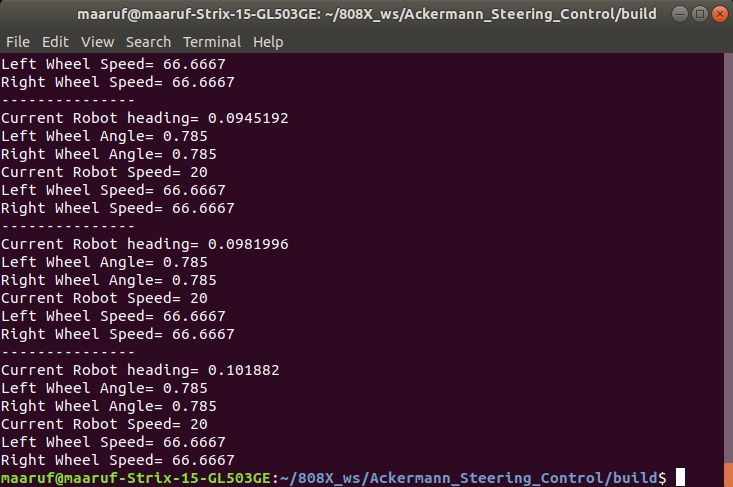 maaruf@maaruf-Strix-15-GL503GE: ~/808X_ws/Ackermann_Steering_Control/build
File Edit View Search Terminal Help
Left Wheel Speed= 66.6667
Right Wheel Speed= 66.6667
---------------
Current Robot heading= 0.0945192
Left Wheel Angle= 0.785
Right Wheel Angle= 0.785
Current Robot Speed= 20
Left Wheel Speed= 66.6667
Right Wheel Speed= 66.6667
---------------
Current Robot heading= 0.0981996
Left Wheel Angle= 0.785
Right Wheel Angle= 0.785
Current Robot Speed= 20
Left Wheel Speed= 66.6667
Right Wheel Speed= 66.6667
---------------
Current Robot heading= 0.101882
Left Wheel Angle= 0.785
Right Wheel Angle= 0.785
Current Robot Speed= 20
Left Wheel Speed= 66.6667
Right Wheel Speed= 66.6667
maaruf@maaruf-Strix-15-GL503GE:~/808X_ws/Ackermann_Steering_Control/build$